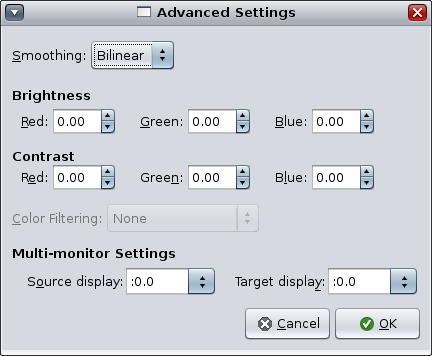 Advanced Settings
Smoothing: Bilinear
Brightness
Red: 0.00 Green: 0.00 Blue: 0.00
Contrast
Red: 0.00 Green: 0.00 Blue: 0.00
Color Filtering: None
Multi-monitor Settings
Source display: :0.0 Target display: :0.0
Cancel OK